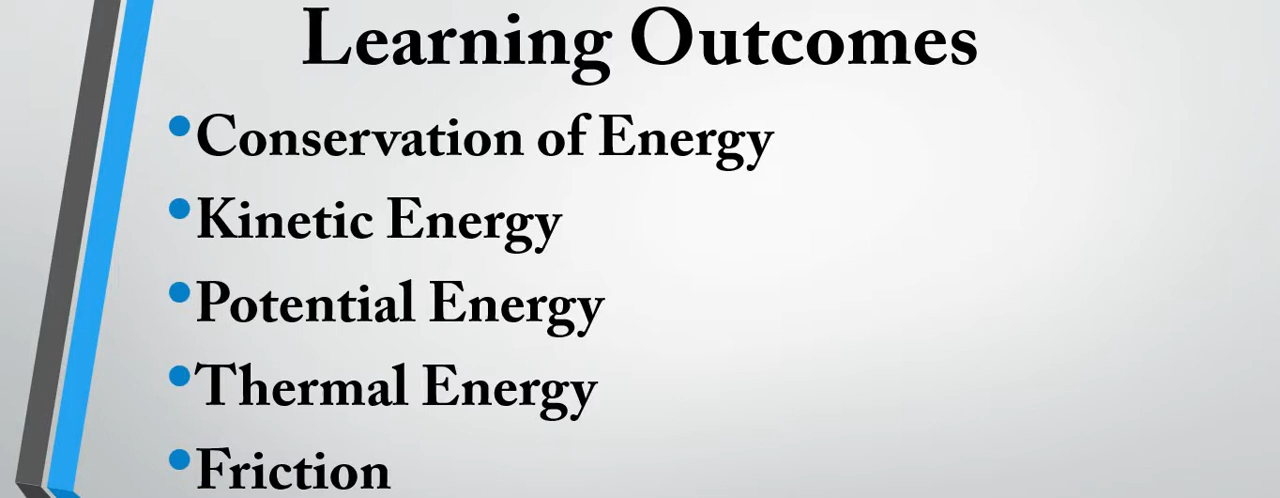 Learning Outcomes
•Conservation of Energy
•Kinetic Energy
•Potential Energy
•Thermal Energy
•Friction